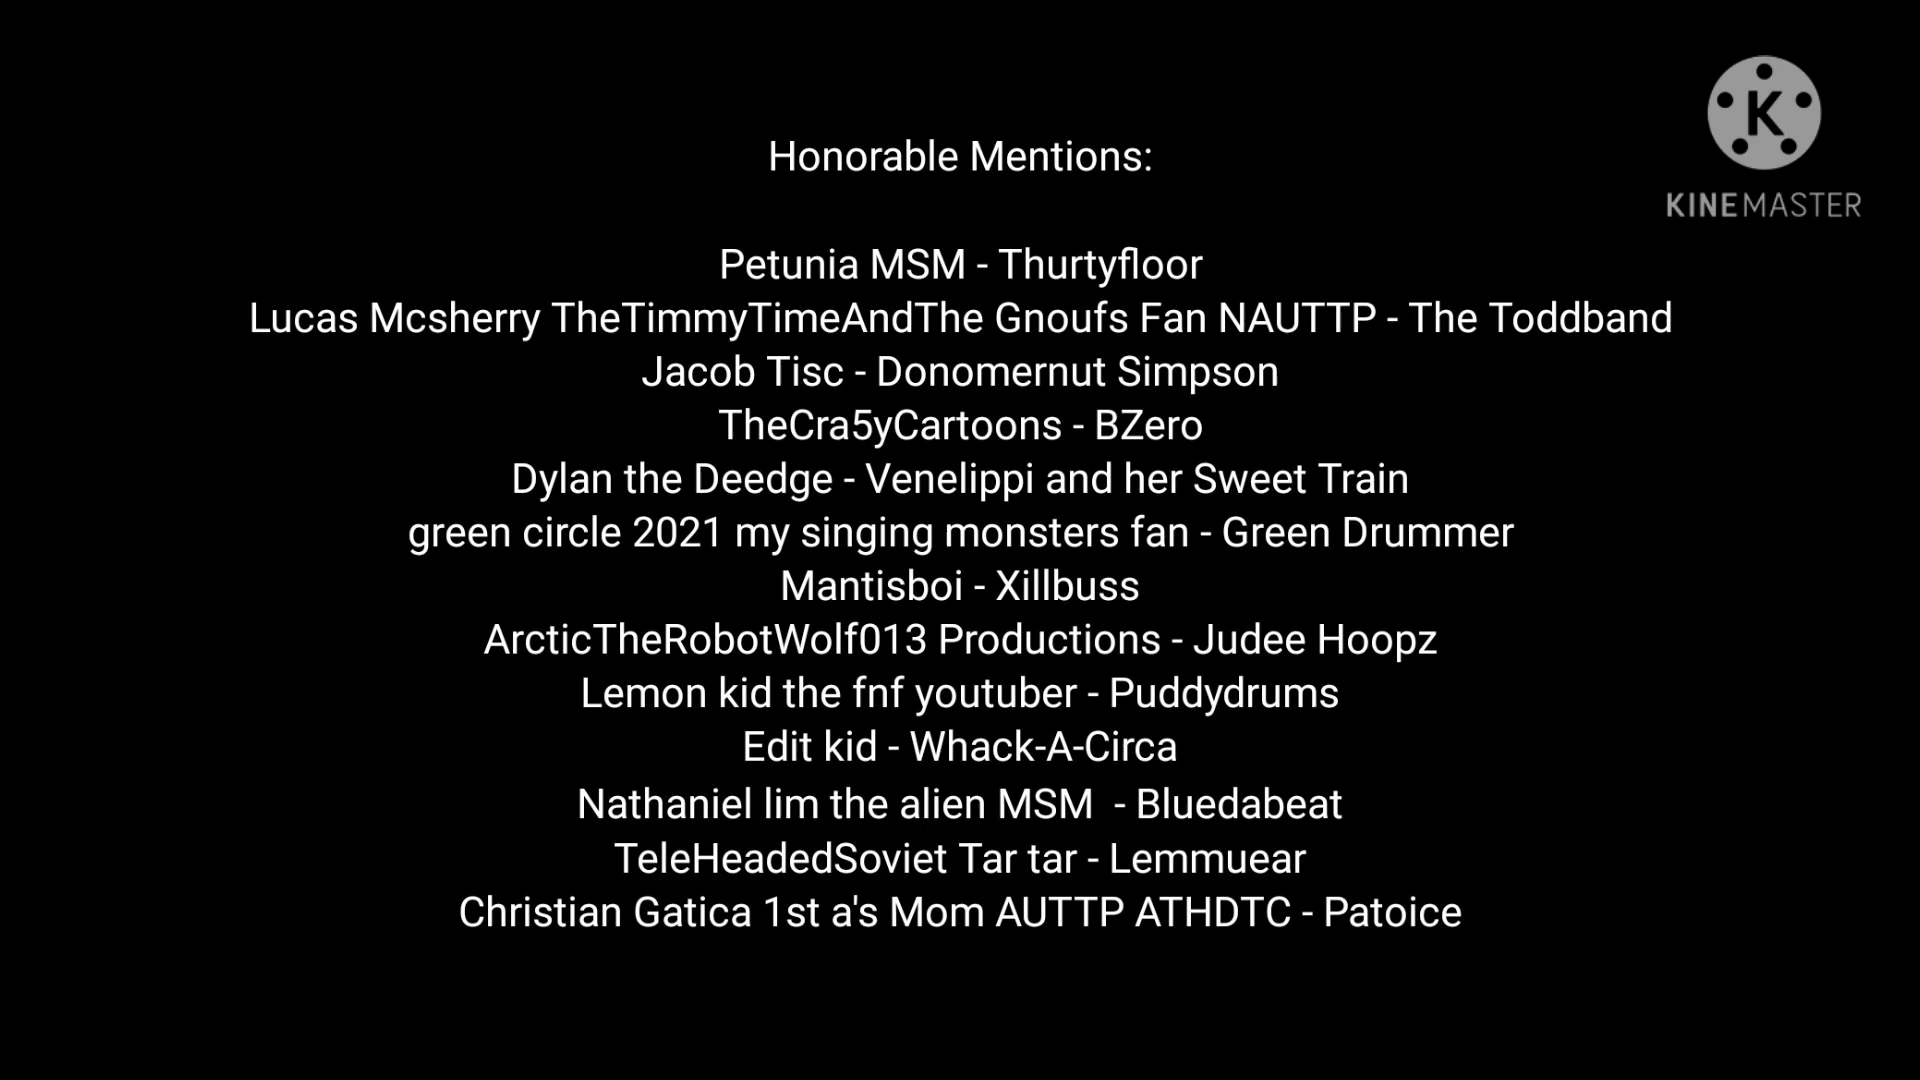 K
KINEMASTER
Honorable Mentions:
Petunia MSM - Thurtyfloor
Lucas Mcsherry TheTimmyTimeAndThe Gnoufs Fan NAUTTP - The Toddband
Jacob Tisc - Donomernut Simpson
TheCra5yCartoons - BZero
Dylan the Deedge - Venelippi and her Sweet Train
green circle 2021 my singing monsters fan - Green Drummer
Mantisboi - Xillbuss
ArcticTheRobotWolf013 Productions - Judee Hoopz
Lemon kid the fnf youtuber - Puddydrums
Edit kid - Whack-A-Circa
Nathaniel lim the alien MSM  - Bluedabeat
TeleHeadedSoviet Tar tar - Lemmuear
Christian Gatica 1st a's Mom AUTTP ATHDTC - Patoice